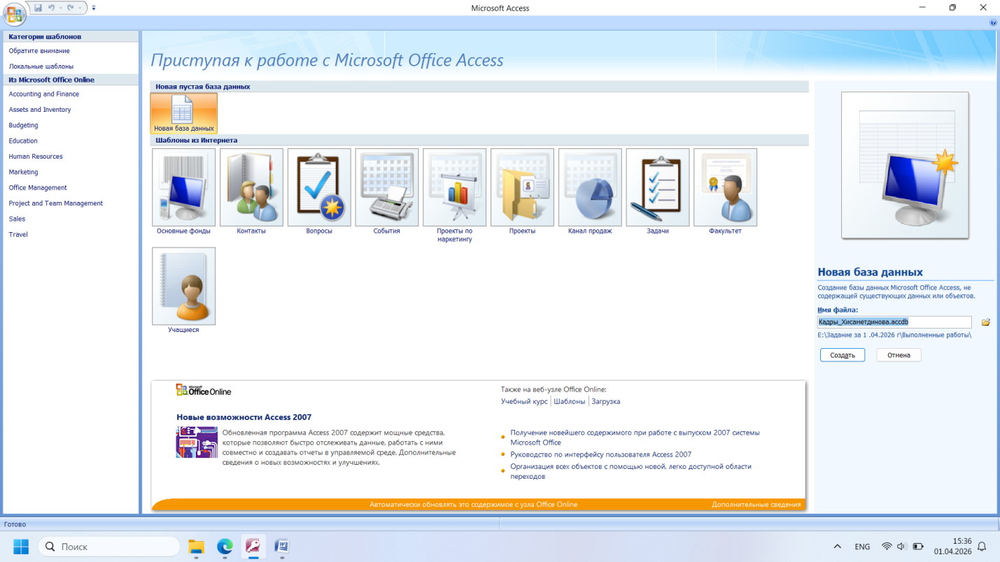 Microsoft Access
Категории шаблонов
Обратите внимание
Локальные шаблоны
Из Microsoft Office Online
Accounting and Finance
Assets and Inventory
Budgeting
Education
Human Resources
Marketing
Office Management
Project and Team Management
Sales
Travel
Приступая к работе с Microsoft Office Access
Новая пустая база данных
Новая база данных
Шаблоны из Интернета
Основные фонды
Контакты
Вопросы
События
Проекты по
маркетингу
Проекты
Канал продаж
Задачи
Факультет
Учащиеся
Microsoft
Office Online
Новые возможности Access 2007
Обновленная программа Access 2007 содержит мощные средства,
которые позволяют быстро отслеживать данные, работать с ними
совместно и создавать отчеты в управляемой среде. Дополнительные
сведения о новых возможностях и улучшениях.
Также на веб-узле Office Online:
Учебный курс Шаблоны Загрузка
Получение новейшего содержимого при работе с выпуском 2007 системы
Microsoft Office
Руководство по интерфейсу пользователя Access 2007
Организация всех объектов с помощью новой, легко доступной области
переходов
Автоматически обновлять это содержимое с узла Office Online
Дополнительные сведения
Новая база данных
Создание базы данных Microsoft Office Access, не
содержащей существующих данных или объектов.
Имя файла:
Кадры_Хисаметдинова.accdb
E:\Задание за 1 .04.2026 г\Выполненные работы\
Создать
Отмена
Готово
Поиск
ENG
15:36
01.04.2026